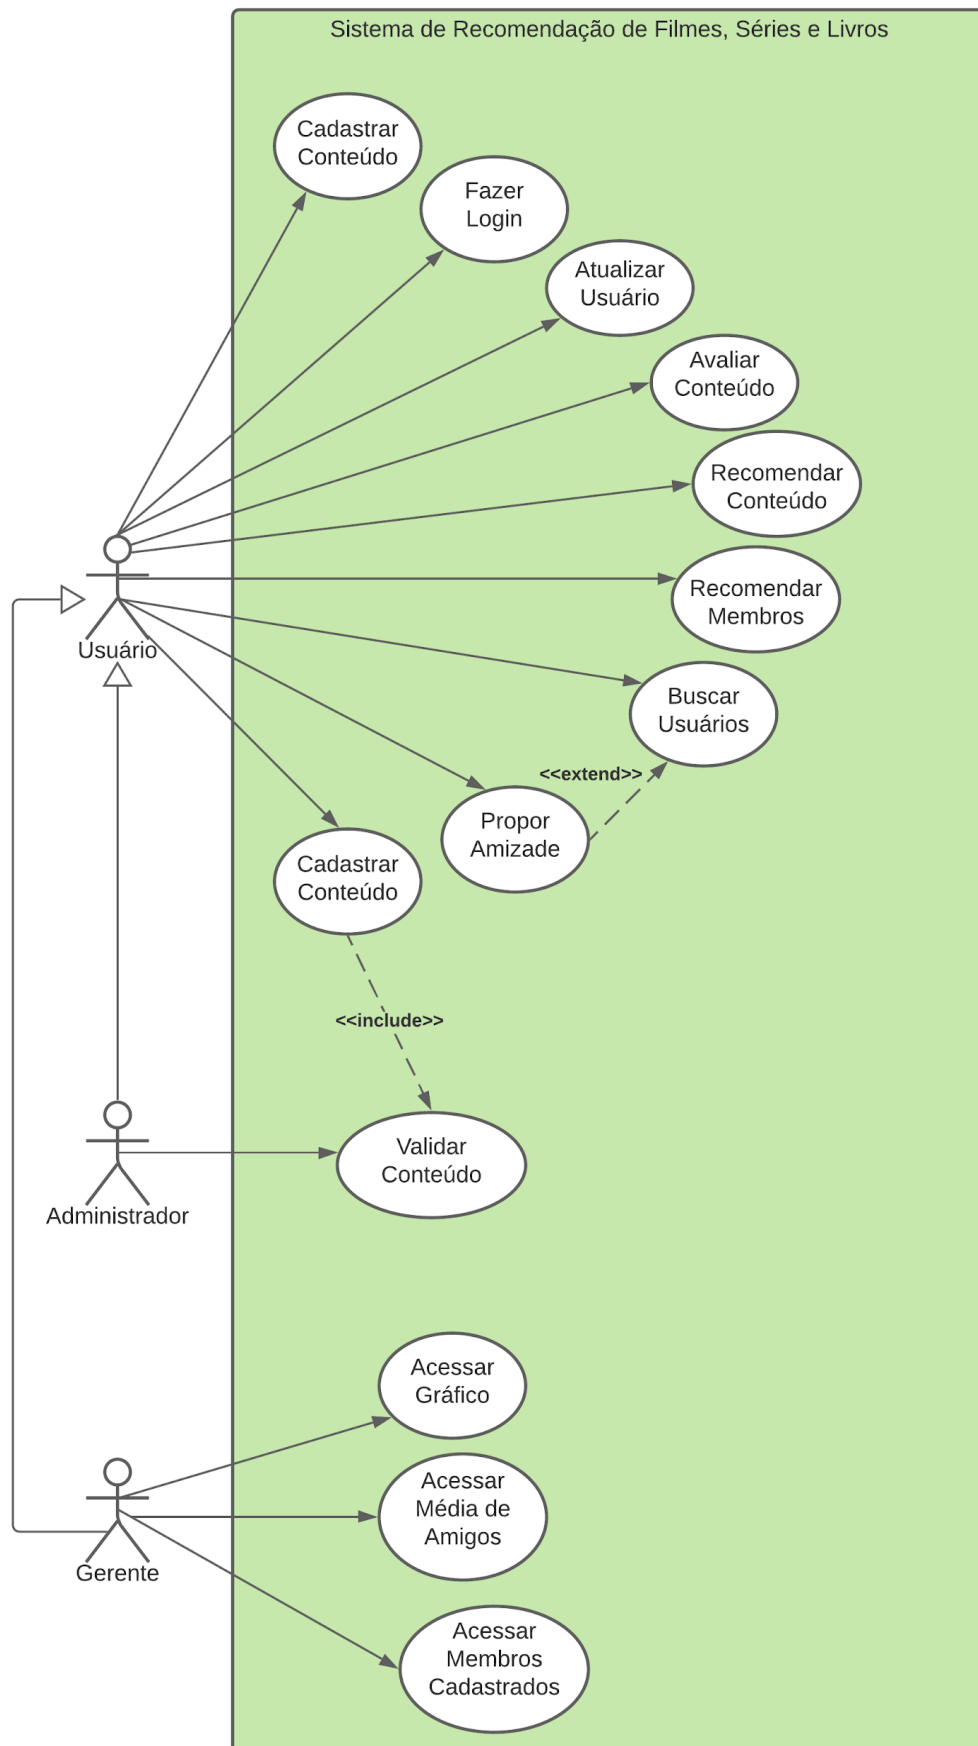 Sistema de Recomendação de Filmes, Séries e Livros
Cadastrar
Conteúdo
Fazer
Login
Atualizar
Usuário
Avaliar
Conteúdo
Recomendar
Conteúdo
Recomendar
Membros
Usuário
Buscar
Usuários
<<extend>>
Propor
Amizade
Cadastrar
Conteúdo
<<include>>
Validar
Conteúdo
Administrador
Acessar
Gráfico
Acessar
Média de
Amigos
Gerente
Acessar
Membros
Cadastrados